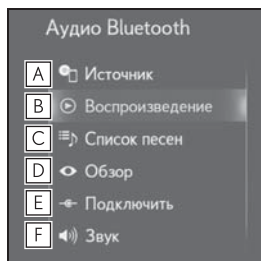 Аудио Bluetooth
A Источник
B Воспроизведение
C Список песен
D Обзор
E Подключить
F Звук